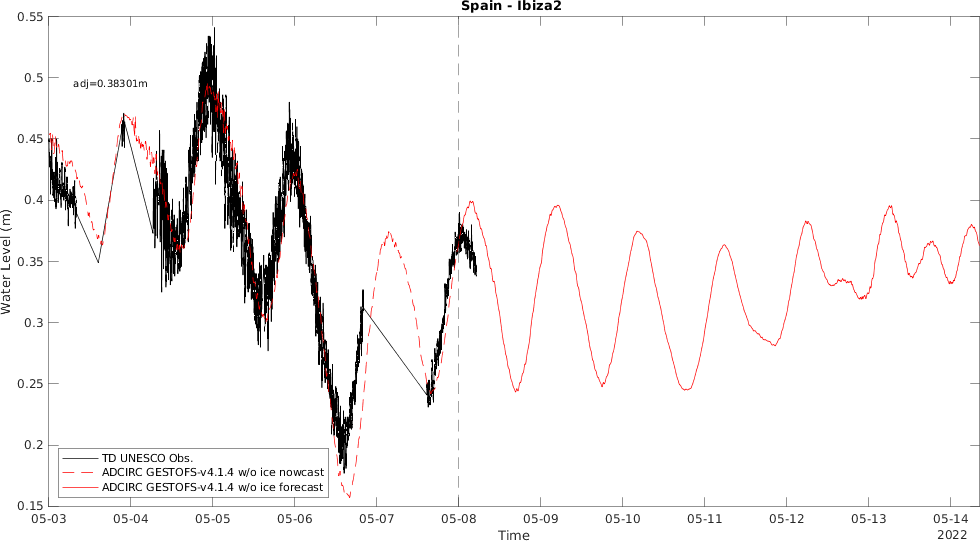 Spain - Ibiza2
0.55
0.5
0.45
0.4
0.35
0.3
0.25
0.2
0.15
Water Level (m)
adj=0.38301m
TD UNESCO Obs.
ADCIRC GESTOFS-v4.1.4 w/o ice nowcast
ADCIRC GESTOFS-v4.1.4 w/o ice forecast
05-03 05-04 05-05 05-06 05-07 05-08 05-09 05-10 05-11 05-12 05-13 05-14
Time
2022